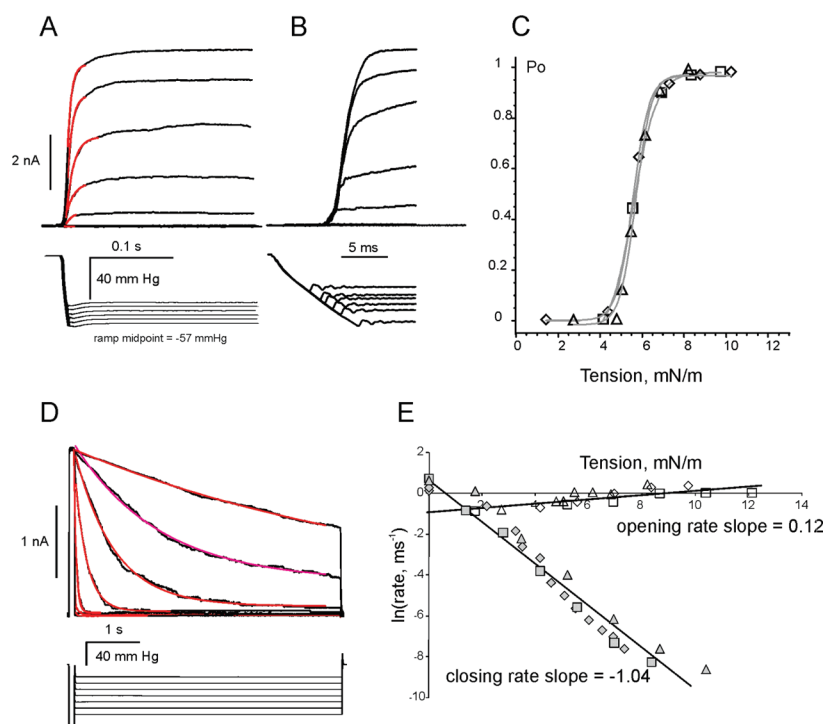 A
B
C
2 nA
0.1 s
40 mm Hg
ramp midpoint = -57 mmHg
5 ms
Po
1
0.8
0.6
0.4
0.2
0
0 2 4 6 8 10 12
Tension, mN/m
D
1 nA
1 s
40 mm Hg
E
Tension, mN/m
2
0
-2
-4
-6
-8
-10
2 4 6 8 10 12 14
ln(rate, ms⁻¹)
opening rate slope = 0.12
closing rate slope = -1.04